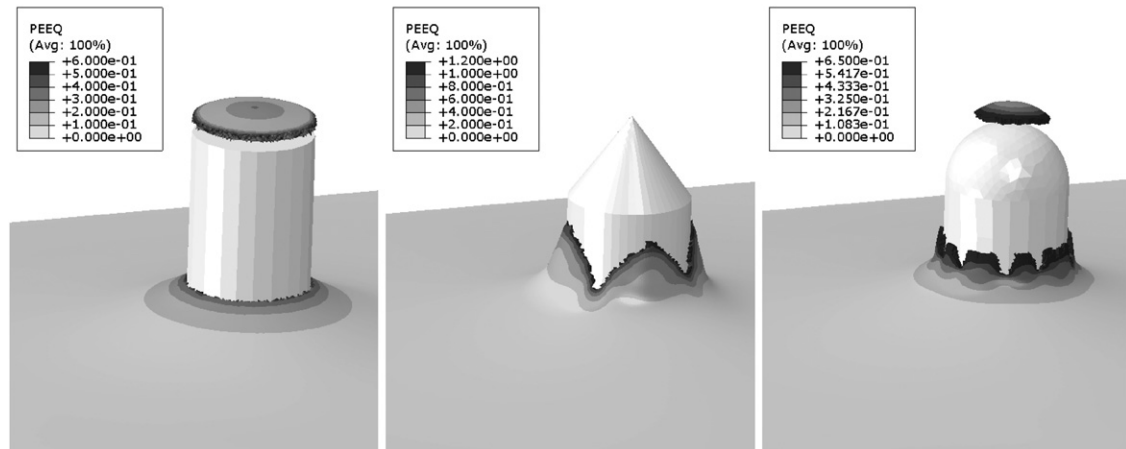 PEEQ
(Avg: 100%)
+6.000e-01
+5.000e-01
+4.000e-01
+3.000e-01
+2.000e-01
+1.000e-01
+0.000e+00
PEEQ
(Avg: 100%)
+1.200e+00
+1.000e+00
+8.000e-01
+6.000e-01
+4.000e-01
+2.000e-01
+0.000e+00
PEEQ
(Avg: 100%)
+6.500e-01
+5.417e-01
+4.333e-01
+3.250e-01
+2.167e-01
+1.083e-01
+0.000e+00